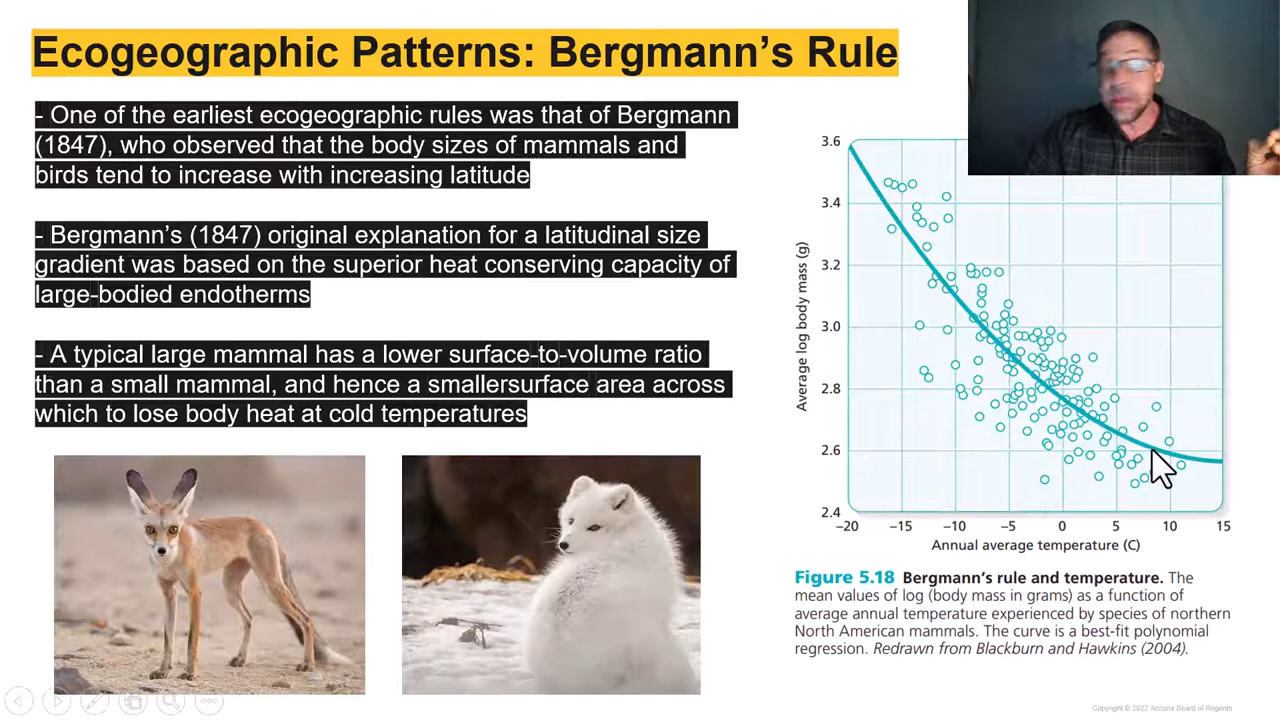 Ecogeographic Patterns: Bergmann's Rule
- One of the earliest ecogeographic rules was that of Bergmann
(1847), who observed that the body sizes of mammals and
birds tend to increase with increasing latitude
- Bergmann's (1847) original explanation for a latitudinal size
gradient was based on the superior heat conserving capacity of
large-bodied endotherms
- A typical large mammal has a lower surface-to-volume ratio
than a small mammal, and hence a smallersurface area across
which to lose body heat at cold temperatures
3.6
3.4
3.2
3.0
2.8
2.6
2.4
Average log body mass (g)
−20 −15 −10 −5 0 5 10 15
Annual average temperature (C)
Figure 5.18 Bergmann's rule and temperature. The
mean values of log (body mass in grams) as a function of
average annual temperature experienced by species of northern
North American mammals. The curve is a best-fit polynomial
regression. Redrawn from Blackburn and Hawkins (2004).
Copyright © 2022 Arizona Board of Regents